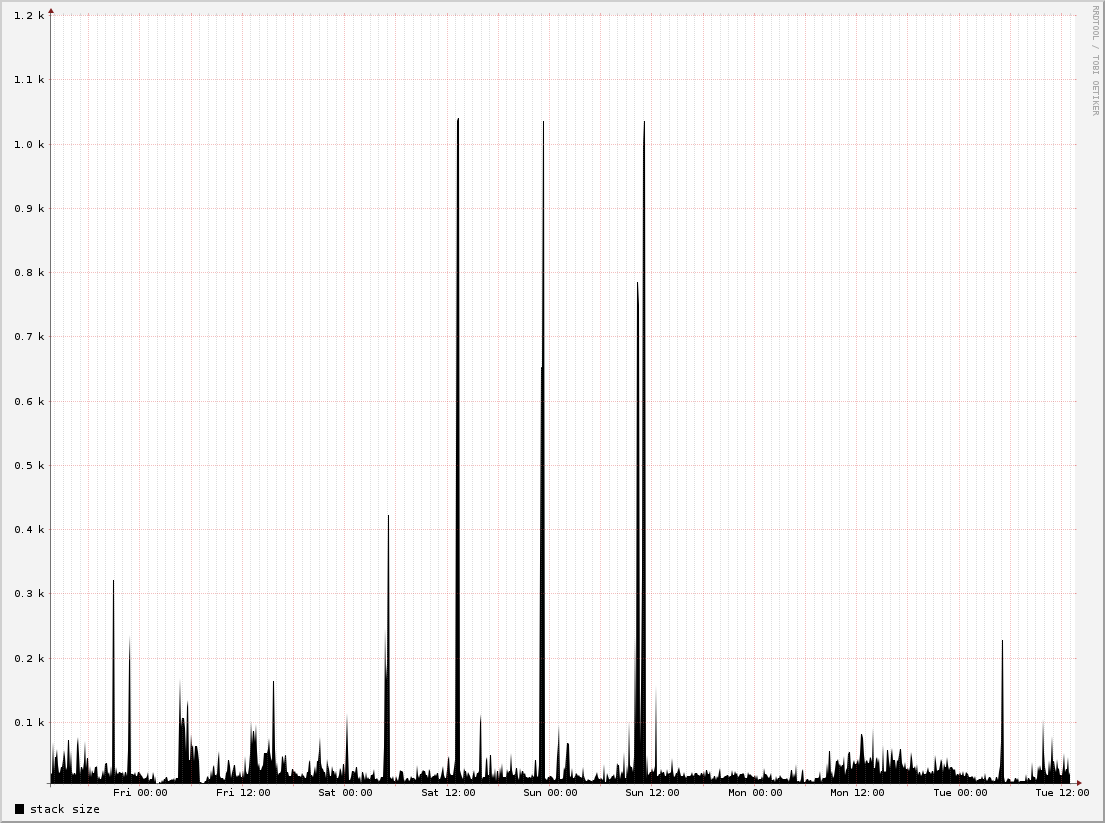 1.2 k
1.1 k
1.0 k
0.9 k
0.8 k
0.7 k
0.6 k
0.5 k
0.4 k
0.3 k
0.2 k
0.1 k
Fri 00:00 Fri 12:00 Sat 00:00 Sat 12:00 Sun 00:00 Sun 12:00 Mon 00:00 Mon 12:00 Tue 00:00 Tue 12:00
stack size
RRDTOOL / TOBI OETIKER